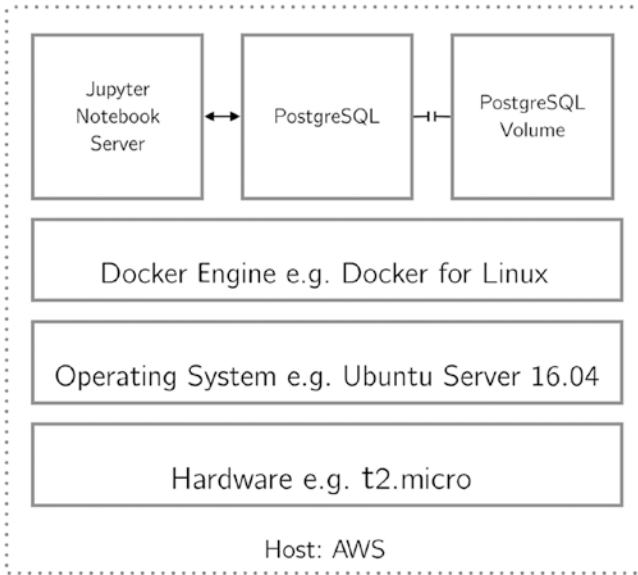 Jupyter
Notebook
Server
PostgreSQL
PostgreSQL
Volume
Docker Engine e.g. Docker for Linux
Operating System e.g. Ubuntu Server 16.04
Hardware e.g. t2.micro
Host: AWS